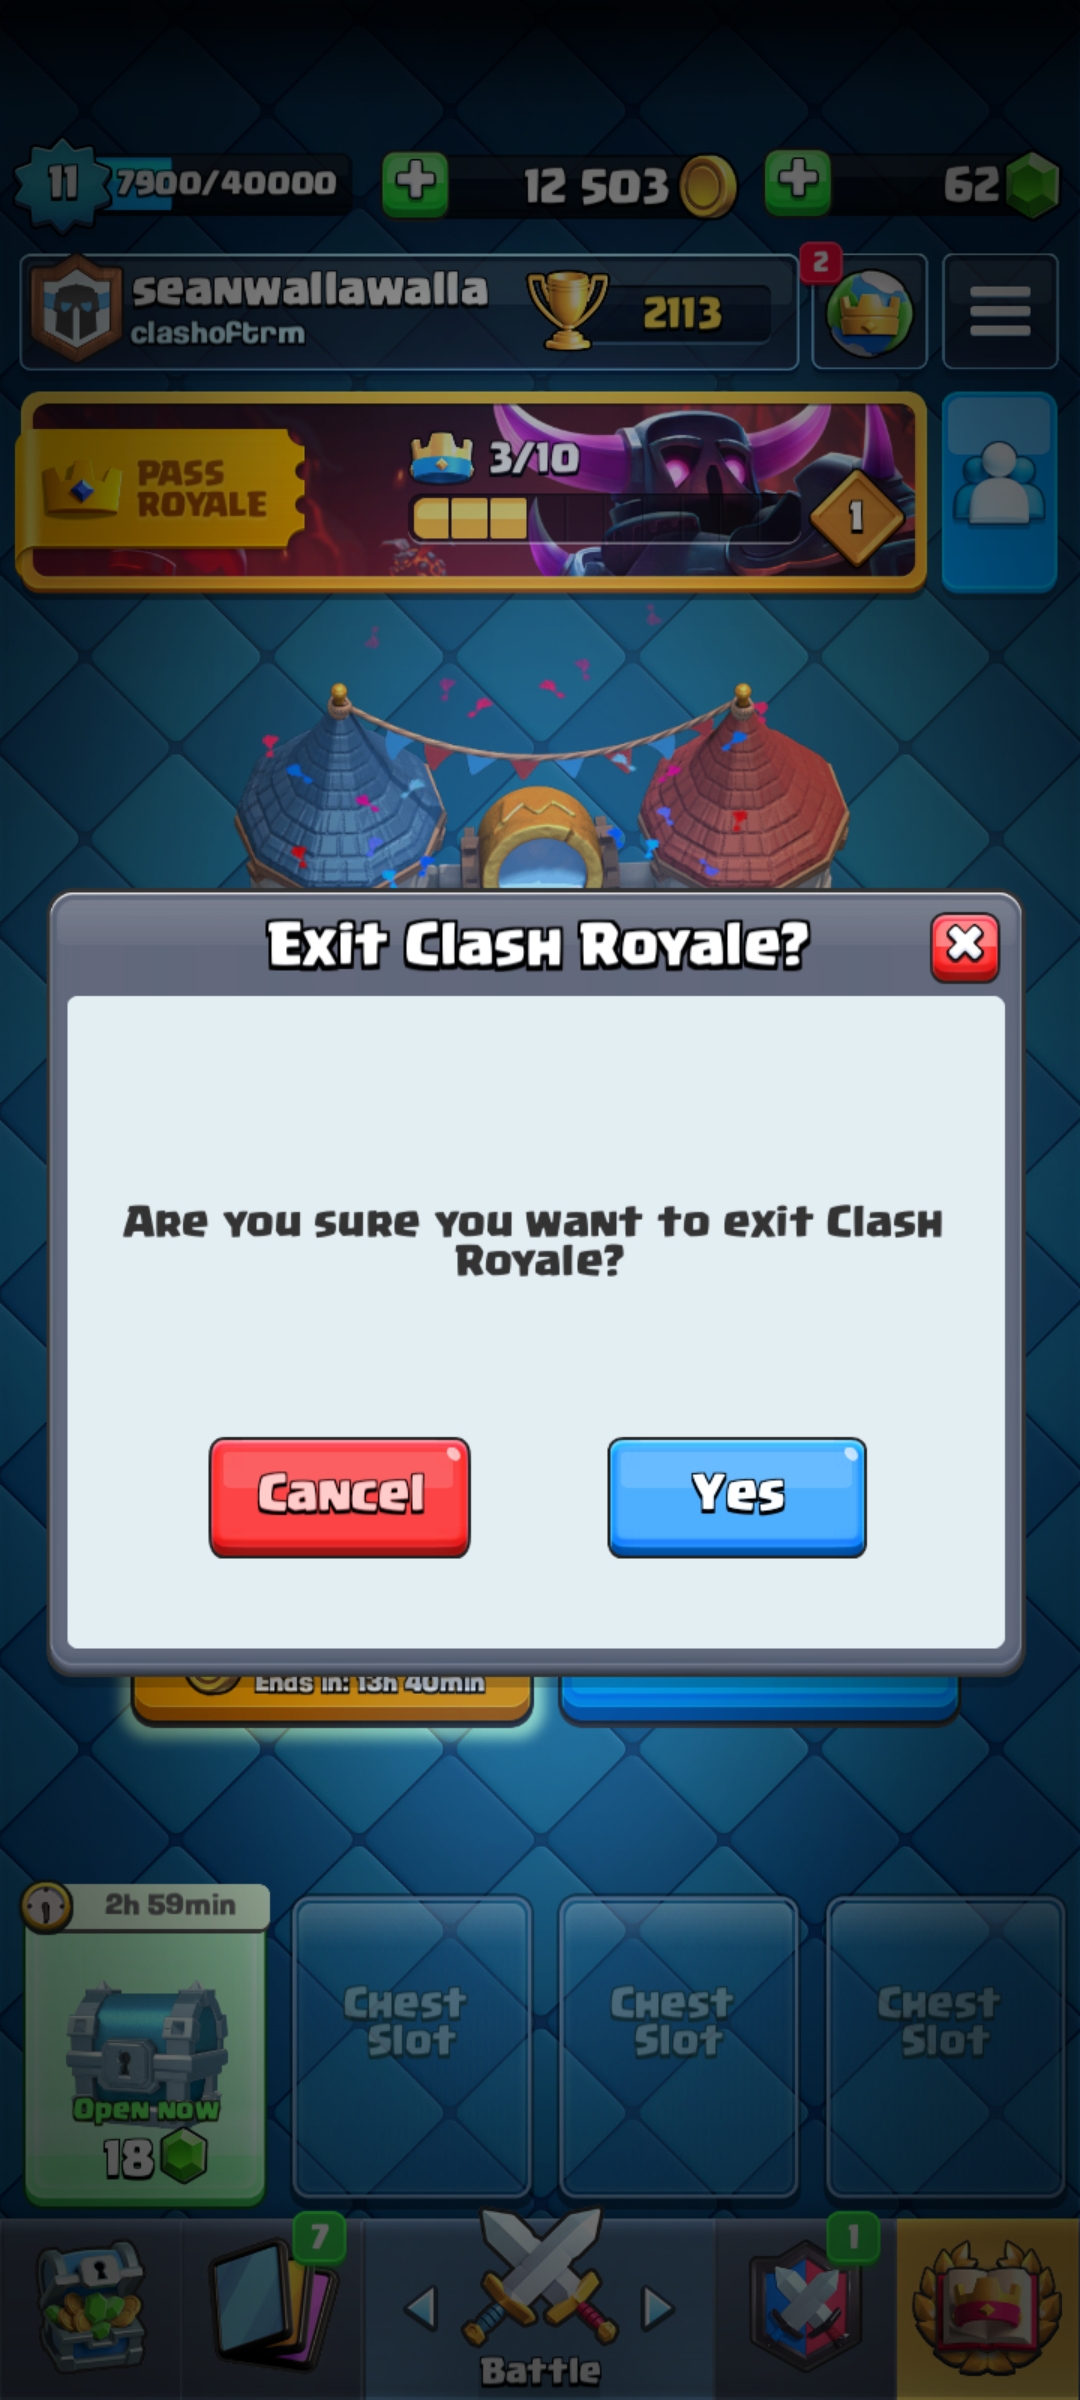 11
7900/40000
12 503
62
seanwallawalla
clashoftrm
2113
2
PASS
ROYALE
3/10
1
Exit Clash Royale?
Are you sure you want to exit Clash
Royale?
Cancel
Yes
Ends in: 13h 40min
2h 59min
Open now
18
Chest
Slot
Chest
Slot
Chest
Slot
7
1
Battle